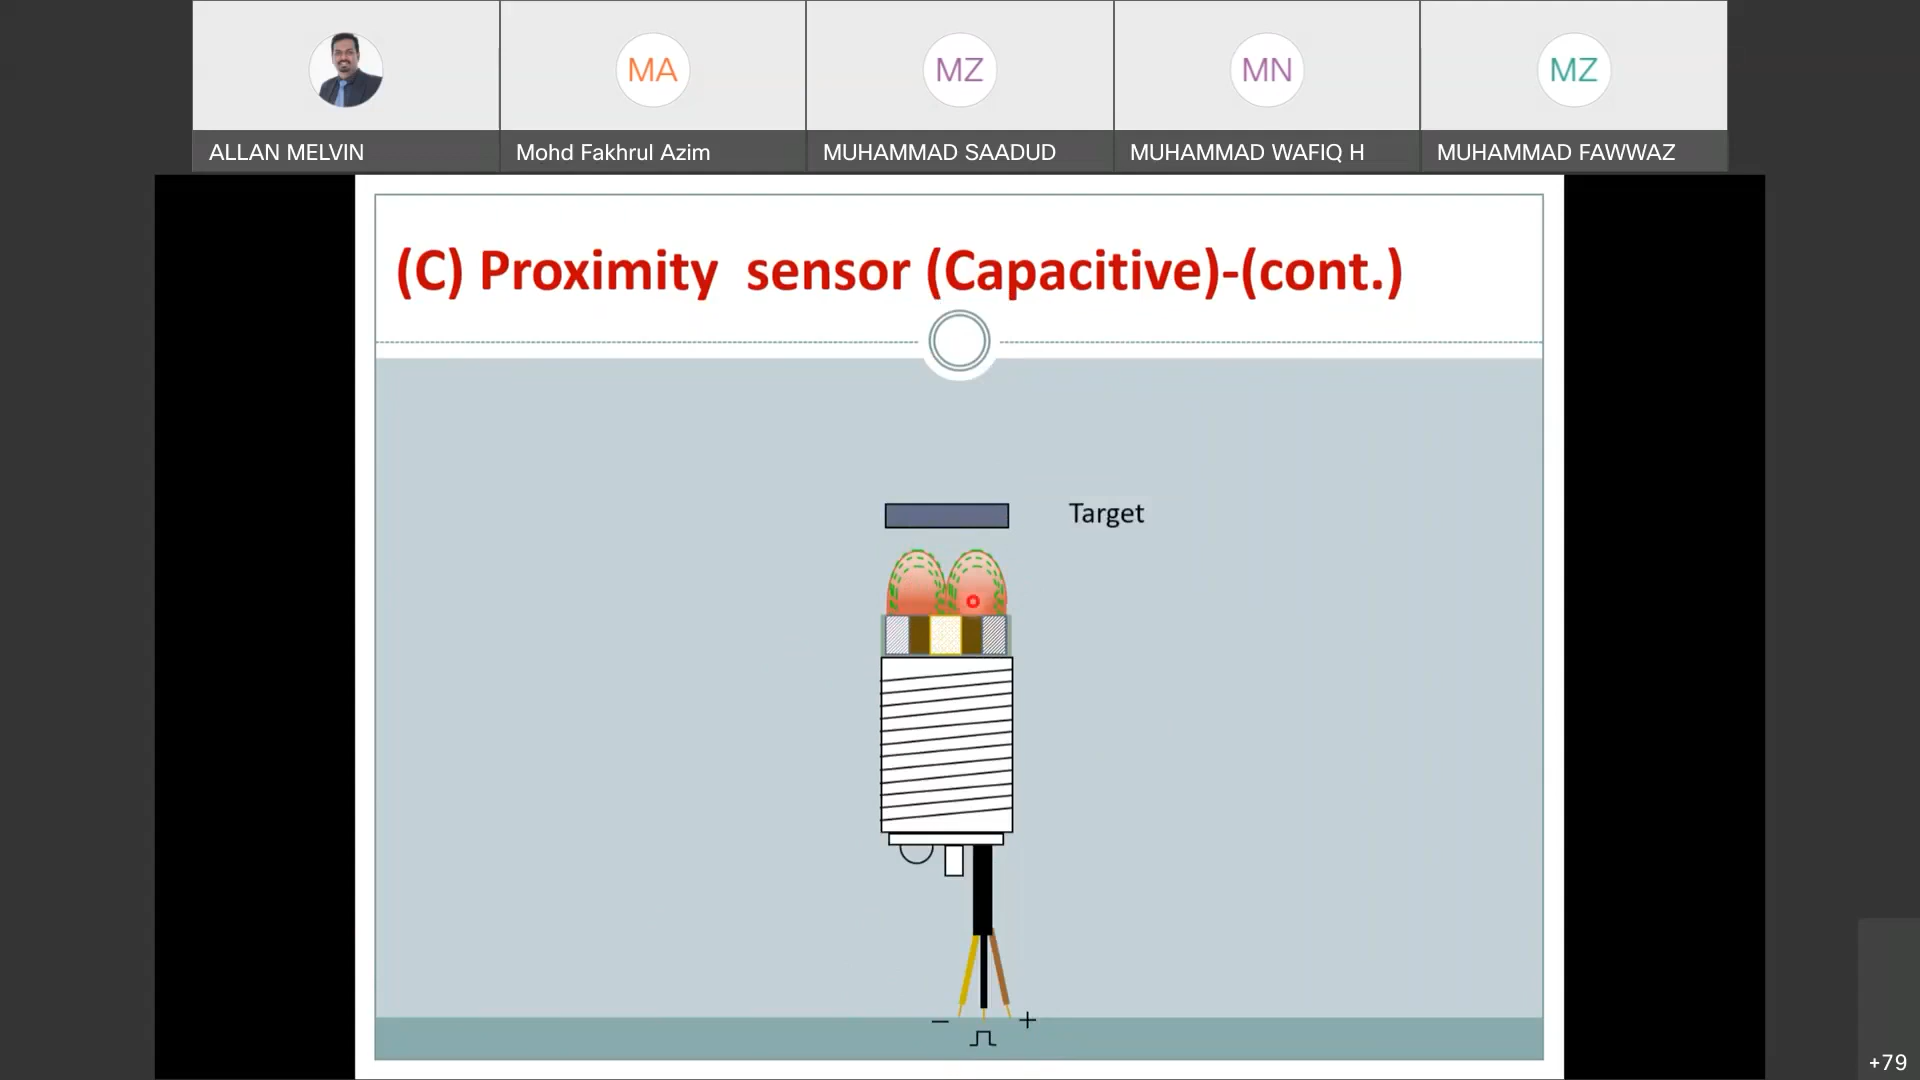 MA
MZ
MN
MZ
ALLAN MELVIN
Mohd Fakhrul Azim
MUHAMMAD SAADUD
MUHAMMAD WAFIQ H
MUHAMMAD FAWWAZ
(C) Proximity sensor (Capacitive)-(cont.)
Target
− +
+79